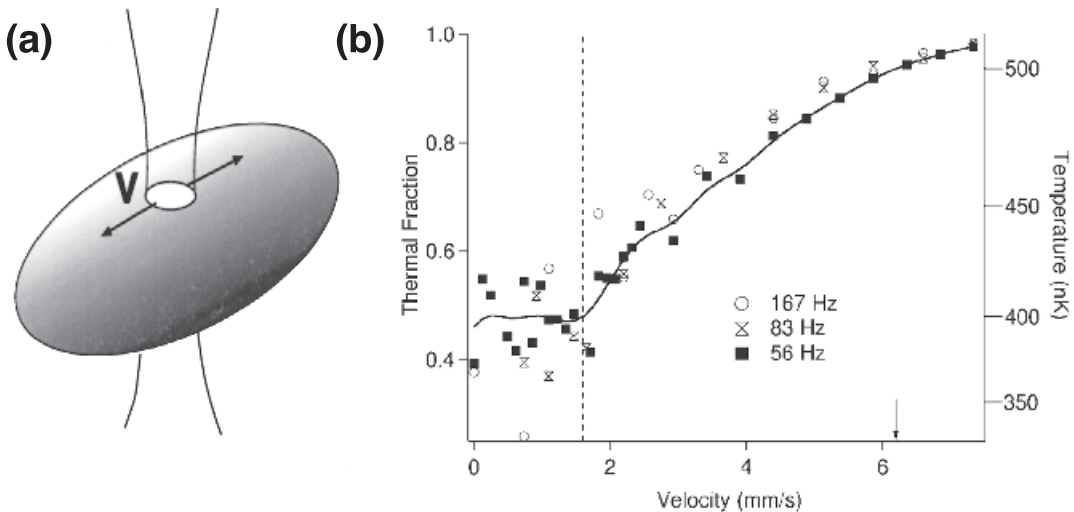 (a)
V
(b)
Thermal Fraction
1.0
0.8
0.6
0.4
0
2
4
6
Velocity (mm/s)
167 Hz
83 Hz
56 Hz
500
450
400
350
Temperature (nK)